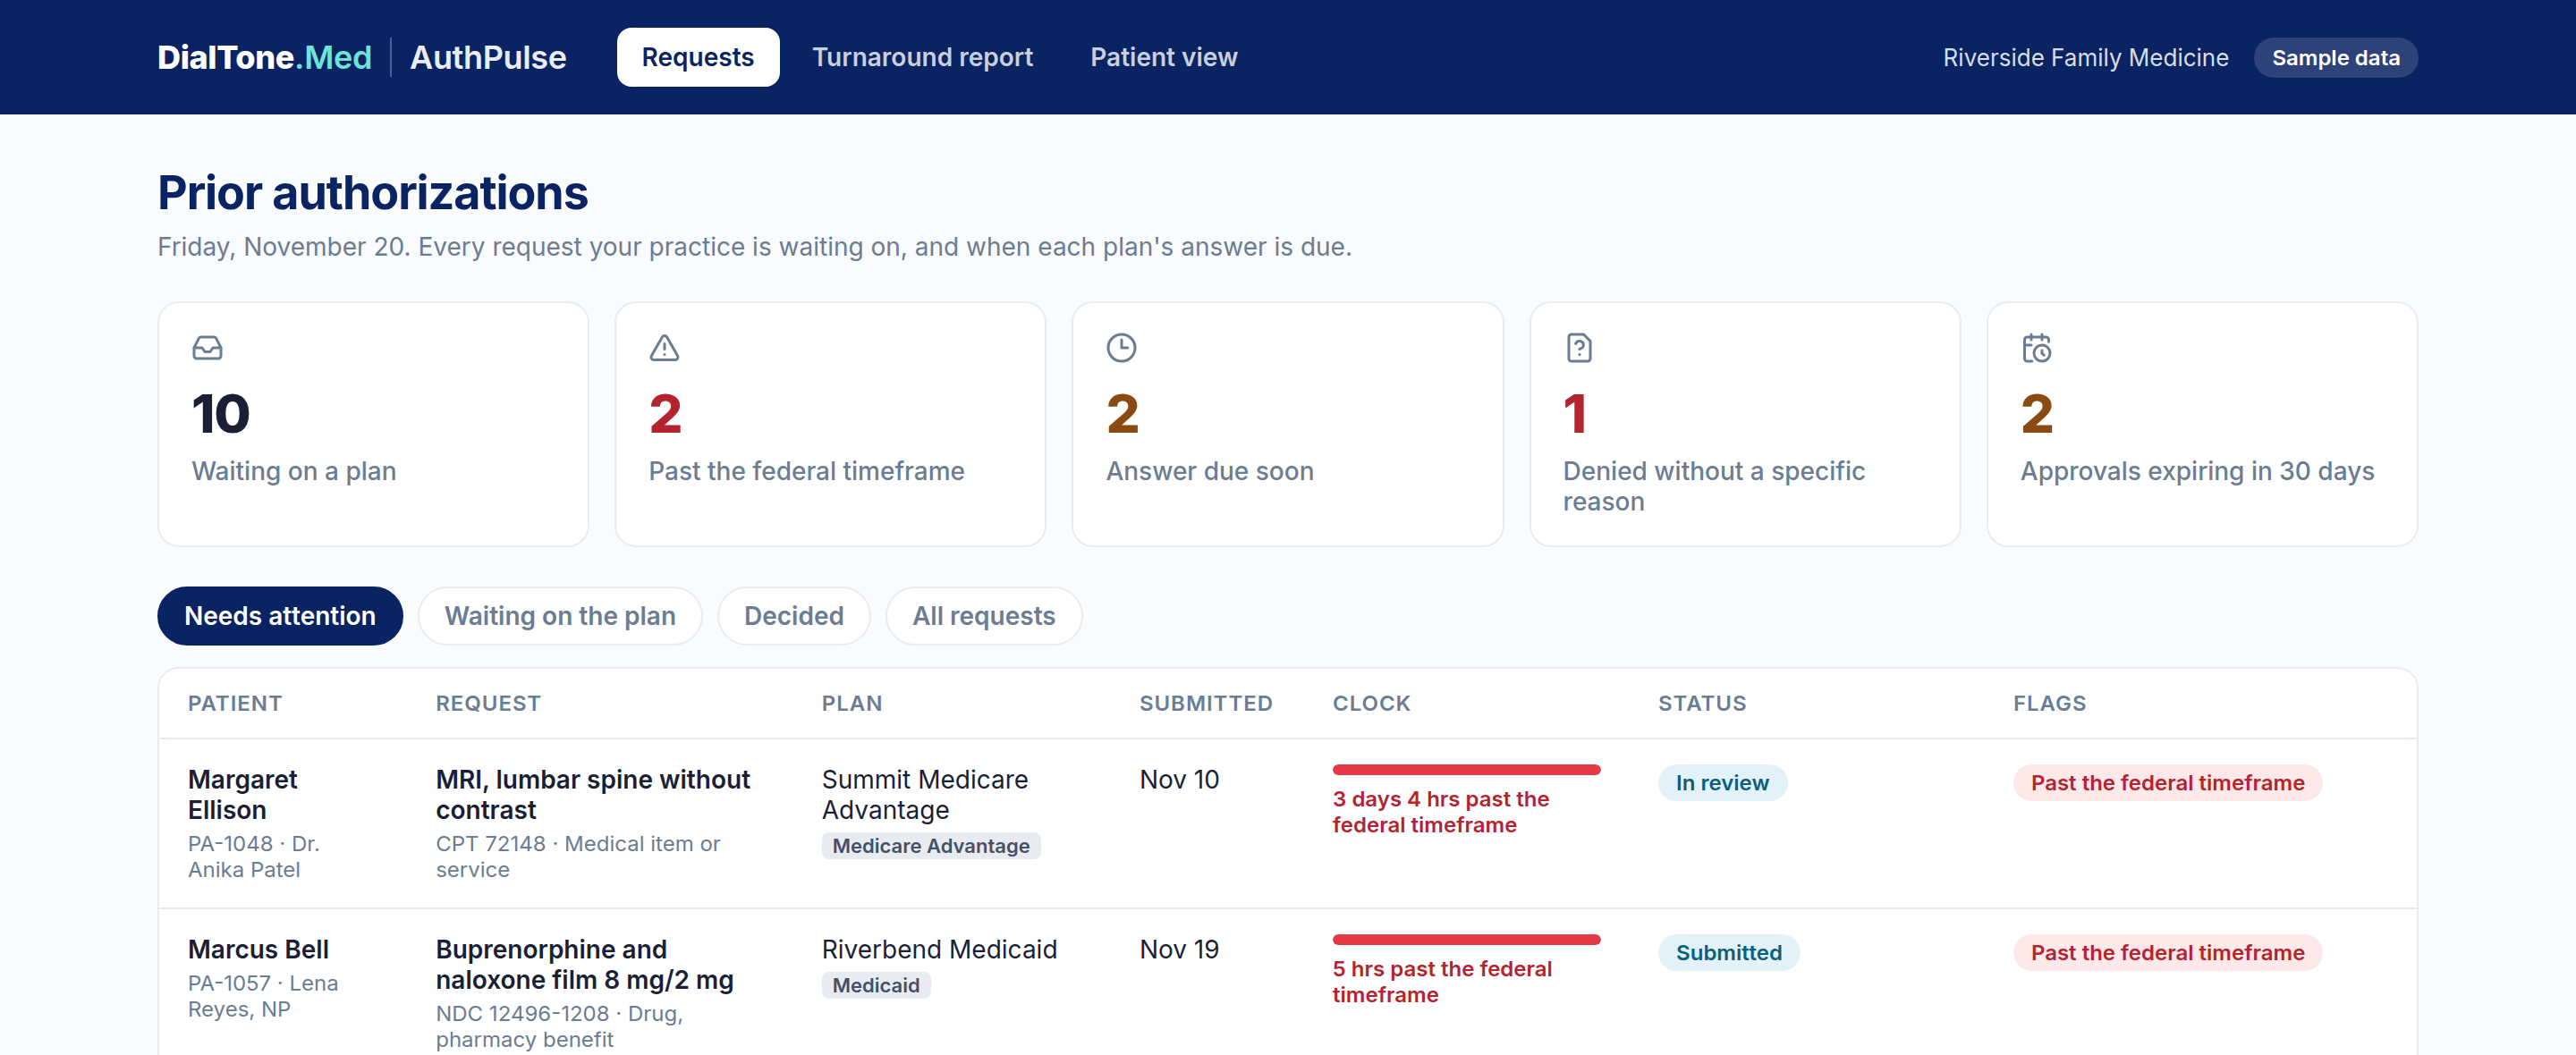 DialTone.Med AuthPulse Requests Turnaround report Patient view Riverside Family Medicine Sample data
Prior authorizations
Friday, November 20. Every request your practice is waiting on, and when each plan's answer is due.
10
Waiting on a plan
2
Past the federal timeframe
2
Answer due soon
1
Denied without a specific
reason
2
Approvals expiring in 30 days
Needs attention Waiting on the plan Decided All requests
PATIENT REQUEST PLAN SUBMITTED CLOCK STATUS FLAGS
Margaret
Ellison
PA-1048 · Dr.
Anika Patel
MRI, lumbar spine without
contrast
CPT 72148 · Medical item or
service
Summit Medicare
Advantage
Medicare Advantage
Nov 10
3 days 4 hrs past the
federal timeframe
In review
Past the federal timeframe
Marcus Bell
PA-1057 · Lena
Reyes, NP
Buprenorphine and
naloxone film 8 mg/2 mg
NDC 12496-1208 · Drug,
pharmacy benefit
Riverbend Medicaid
Medicaid
Nov 19
5 hrs past the federal
timeframe
Submitted
Past the federal timeframe